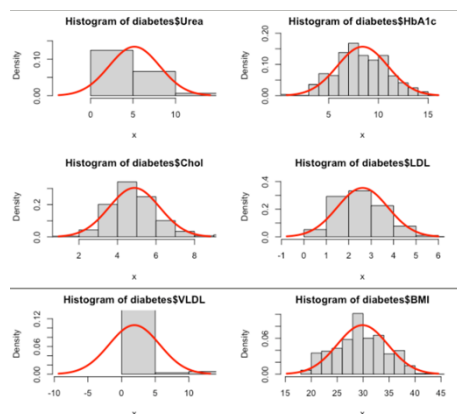 Histogram of diabetes$Urea
Density
0.00 0.10
0 5 10
x
Histogram of diabetes$HbA1c
Density
0.00 0.10 0.20
5 10 15
x
Histogram of diabetes$Chol
Density
0.0 0.2
2 4 6 8
x
Histogram of diabetes$LDL
Density
0.0 0.2 0.4
-1 0 1 2 3 4 5 6
x
Histogram of diabetes$VLDL
Density
0.00 0.06 0.12
-10 -5 0 5 10
x
Histogram of diabetes$BMI
Density
0.00 0.06
15 20 25 30 35 40 45
x